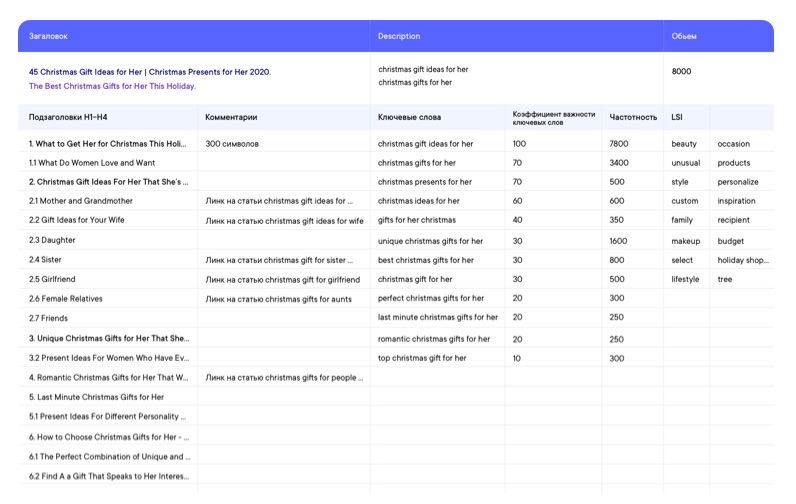 Загаловок Description Обьем
45 Christmas Gift Ideas for Her | Christmas Presents for Her 2020. christmas gift ideas for her 8000
The Best Christmas Gifts for Her This Holiday. christmas gifts for her
Подзаголовки H1–H4 Комментарии Ключевые слова Коэффициент важности ключевых слов Частотность LSI
1. What to Get Her for Christmas This Holi... 300 символов christmas gift ideas for her 100 7800 beauty occasion
1.1 What Do Women Love and Want christmas gifts for her 70 3400 unusual products
2. Christmas Gift Ideas For Her That She's ... christmas presents for her 70 500 style personalize
2.1 Mother and Grandmother Линк на статьи christmas gift ideas for ... christmas ideas for her 60 600 custom inspiration
2.2 Gift Ideas for Your Wife Линк на статью christmas gift ideas for wife gifts for her christmas 40 350 family recipient
2.3 Daughter unique christmas gifts for her 30 1600 makeup budget
2.4 Sister Линк на статьи christmas gift for sister ... best christmas gifts for her 30 800 select holiday shop...
2.5 Girlfriend Линк на статью christmas gift for girlfriend christmas gift for her 30 500 lifestyle tree
2.6 Female Relatives Линк на статью christmas gifts for aunts perfect christmas gifts for her 20 300
2.7 Friends last minute christmas gifts for her 20 250
3. Unique Christmas Gifts for Her That She... romantic christmas gifts for her 20 250
3.2 Present Ideas For Women Who Have Ev... top christmas gift for her 10 300
4. Romantic Christmas Gifts for Her That W... Линк на статью christmas gifts for people ...
5. Last Minute Christmas Gifts for Her
5.1 Present Ideas For Different Personality ...
6. How to Choose Christmas Gifts for Her - ...
6.1 The Perfect Combination of Unique and ...
6.2 Find A a Gift That Speaks to Her Interes...